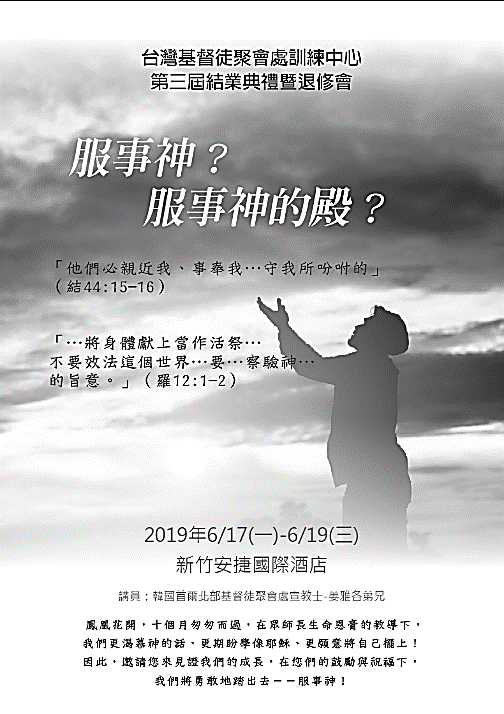 台灣基督徒聚會處訓練中心
第三屆結業典禮暨退修會
服事神？
服事神的殿？
「他們必親近我、事奉我…守我所吩咐的」
（結44:15-16）
「…將身體獻上當作活祭…
不要效法這個世界…要…察驗神…
的旨意。」（羅12:1-2）
2019年6/17(一)-6/19(三)
新竹安捷國際酒店
講員：韓國首爾北部基督徒聚會處宣教士-姜雅各弟兄
鳳凰花開，十個月匆匆而過，在眾師長生命恩膏的教導下，
我們更渴慕神的話、更期盼學像耶穌、更願意將自己擺上！
因此，邀請您來見證我們的成長，在您們的鼓勵與祝福下，
我們將勇敢地踏出去－－服事神！